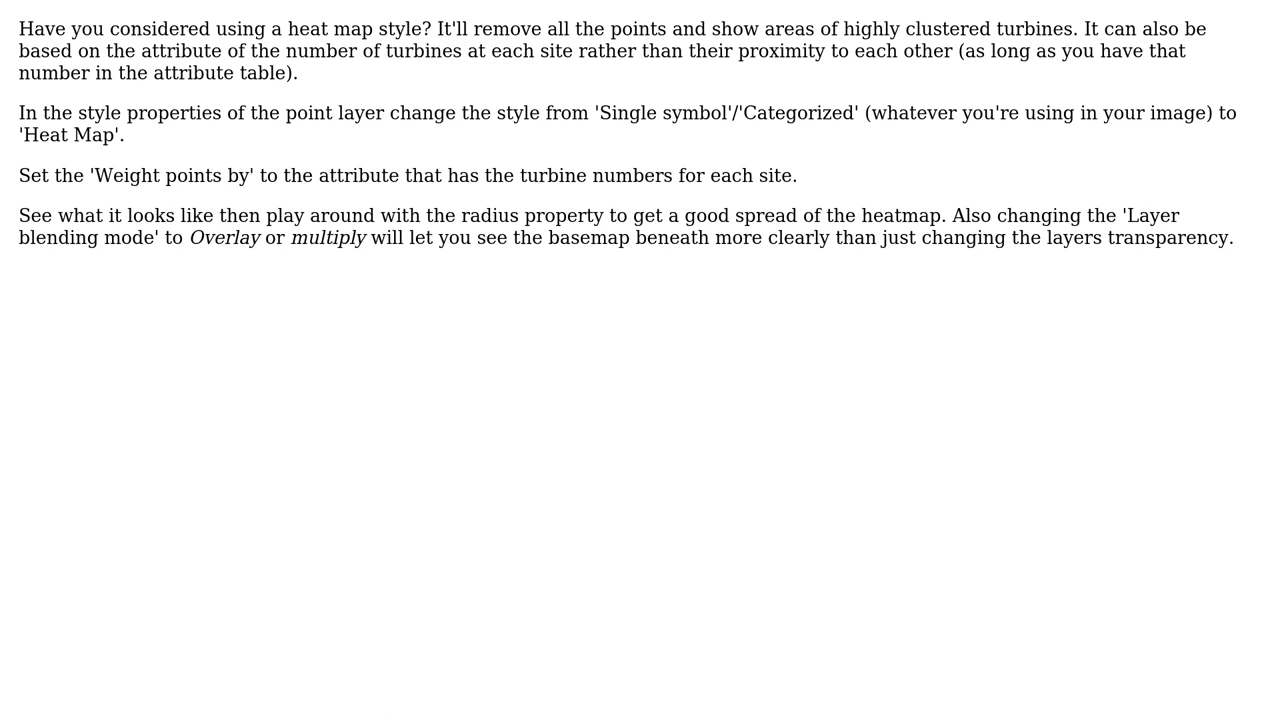 Have you considered using a heat map style? It'll remove all the points and show areas of highly clustered turbines. It can also be
based on the attribute of the number of turbines at each site rather than their proximity to each other (as long as you have that
number in the attribute table).
In the style properties of the point layer change the style from 'Single symbol'/'Categorized' (whatever you're using in your image) to
'Heat Map'.
Set the 'Weight points by' to the attribute that has the turbine numbers for each site.
See what it looks like then play around with the radius property to get a good spread of the heatmap. Also changing the 'Layer
blending mode' to Overlay or multiply will let you see the basemap beneath more clearly than just changing the layers transparency.